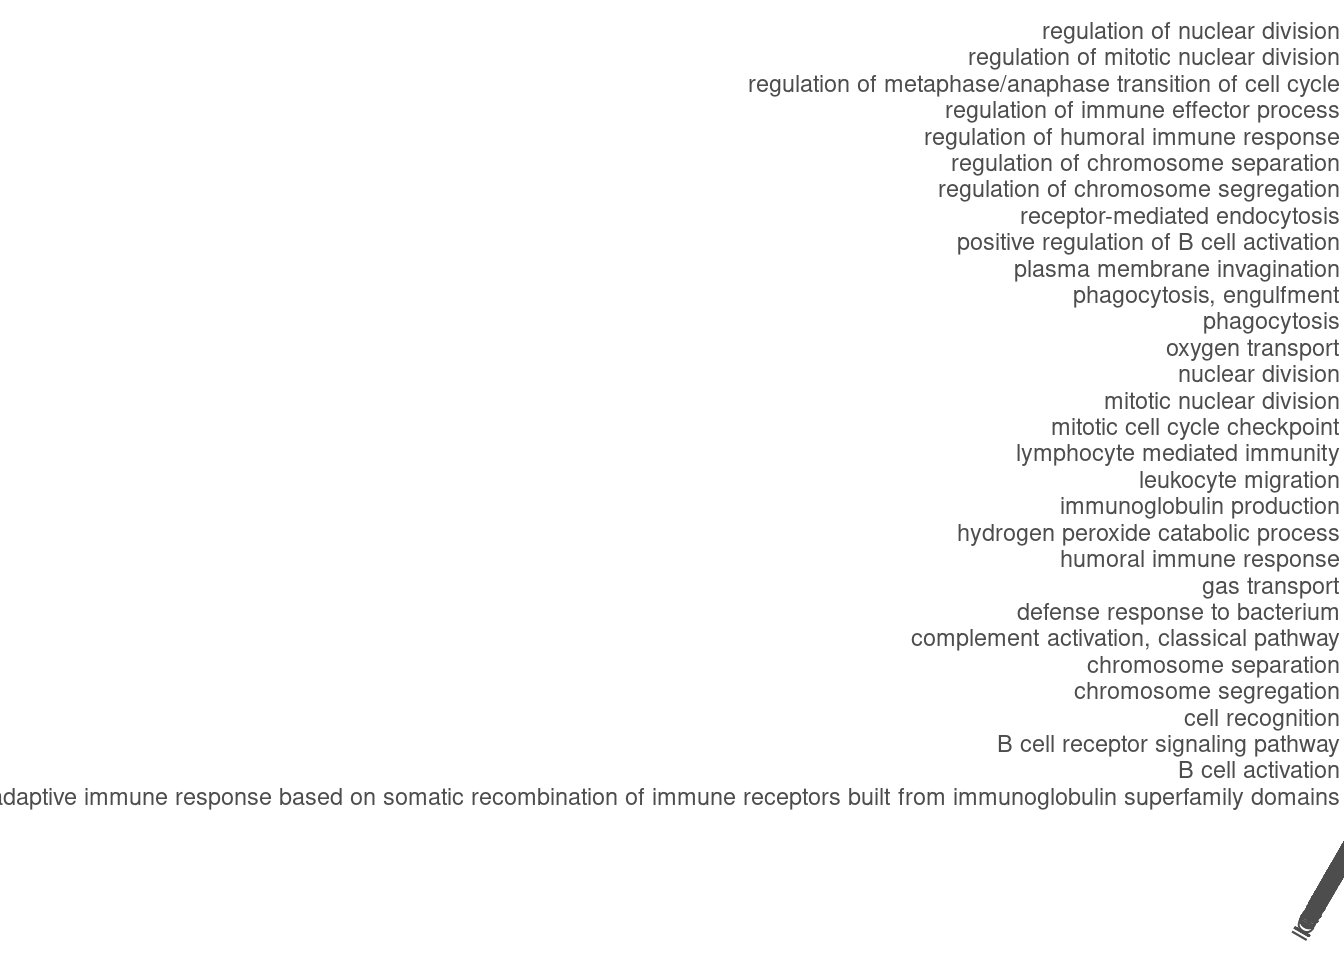 regulation of nuclear division
regulation of mitotic nuclear division
regulation of metaphase/anaphase transition of cell cycle
regulation of immune effector process
regulation of humoral immune response
regulation of chromosome separation
regulation of chromosome segregation
receptor-mediated endocytosis
positive regulation of B cell activation
plasma membrane invagination
phagocytosis, engulfment
phagocytosis
oxygen transport
nuclear division
mitotic nuclear division
mitotic cell cycle checkpoint
lymphocyte mediated immunity
leukocyte migration
immunoglobulin production
hydrogen peroxide catabolic process
humoral immune response
gas transport
defense response to bacterium
complement activation, classical pathway
chromosome separation
chromosome segregation
cell recognition
B cell receptor signaling pathway
B cell activation
adaptive immune response based on somatic recombination of immune receptors built from immunoglobulin superfamily domains